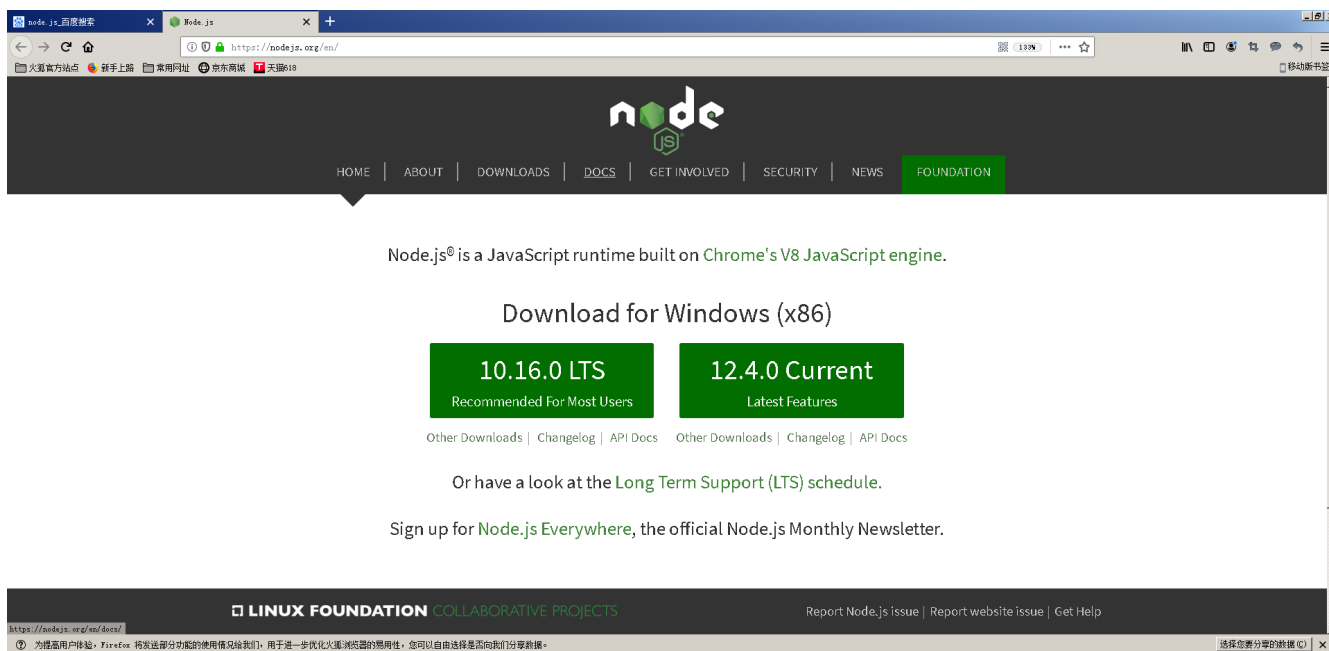 node.js_百度搜索 Node.js
https://nodejs.org/en/ 133%
火狐官方站点 新手上路 常用网址 京东商城 天猫618 移动版书签
node
JS
HOME ABOUT DOWNLOADS DOCS GET INVOLVED SECURITY NEWS FOUNDATION
Node.js® is a JavaScript runtime built on Chrome's V8 JavaScript engine.
Download for Windows (x86)
10.16.0 LTS 12.4.0 Current
Recommended For Most Users Latest Features
Other Downloads | Changelog | API Docs Other Downloads | Changelog | API Docs
Or have a look at the Long Term Support (LTS) schedule.
Sign up for Node.js Everywhere, the official Node.js Monthly Newsletter.
LINUX FOUNDATION COLLABORATIVE PROJECTS Report Node.js issue | Report website issue | Get Help
https://nodejs.org/en/docs/
为提高用户体验，Firefox 将发送部分功能的使用情况给我们，用于进一步优化火狐浏览器的易用性，您可以自由选择是否向我们分享数据。 选择您要分享的数据(C)